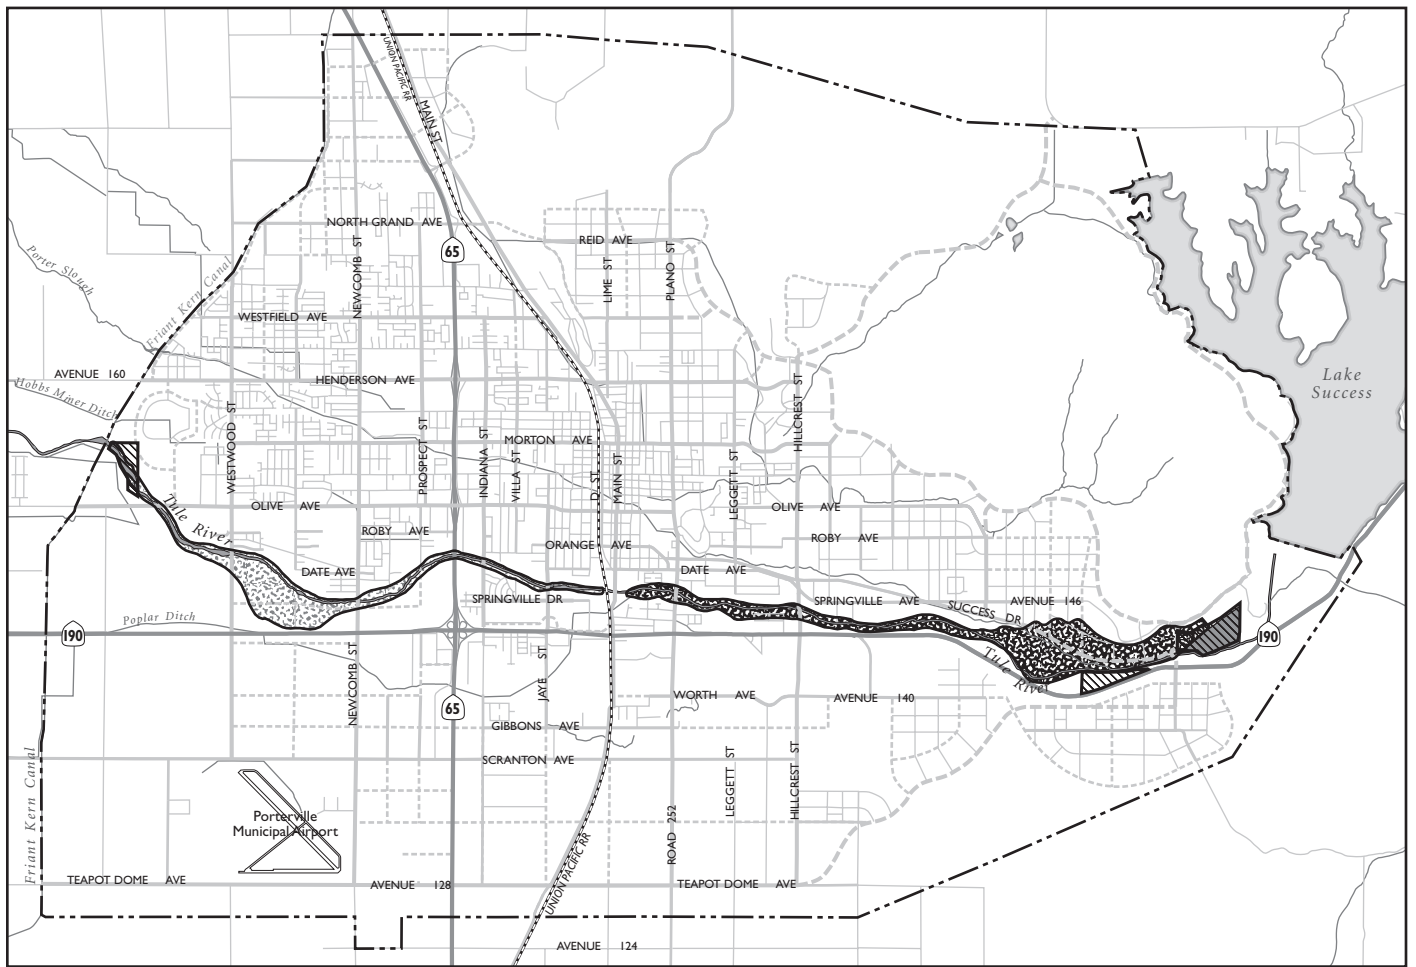 UNION PACIFIC RR
MAIN ST
NORTH GRAND AVE
NEWCOMB ST
65
REID AVE
LIME ST
PLANO ST
Porter Slough
Friant Kern Canal
WESTFIELD AVE
AVENUE 160
HENDERSON AVE
Hobbs Miner Ditch
Lake
Success
HILLCREST ST
WESTWOOD ST
PROSPECT ST
INDIANA ST
VILLA ST
MORTON AVE
D ST
MAIN ST
LEGGETT ST
OLIVE AVE
OLIVE AVE
Tule River
ROBY AVE
ROBY AVE
ORANGE AVE
DATE AVE
DATE AVE
SPRINGVILLE DR
SPRINGVILLE AVE
SUCCESS DR
AVENUE 146
Poplar Ditch
190
190
Tule River
NEWCOMB ST
JAYE ST
65
WORTH AVE
AVENUE 140
GIBBONS AVE
SCRANTON AVE
LEGGETT ST
HILLCREST ST
Friant Kern Canal
Porterville
Municipal Airport
ROAD 252
UNION PACIFIC RR
TEAPOT DOME AVE
AVENUE 128
TEAPOT DOME AVE
AVENUE 124